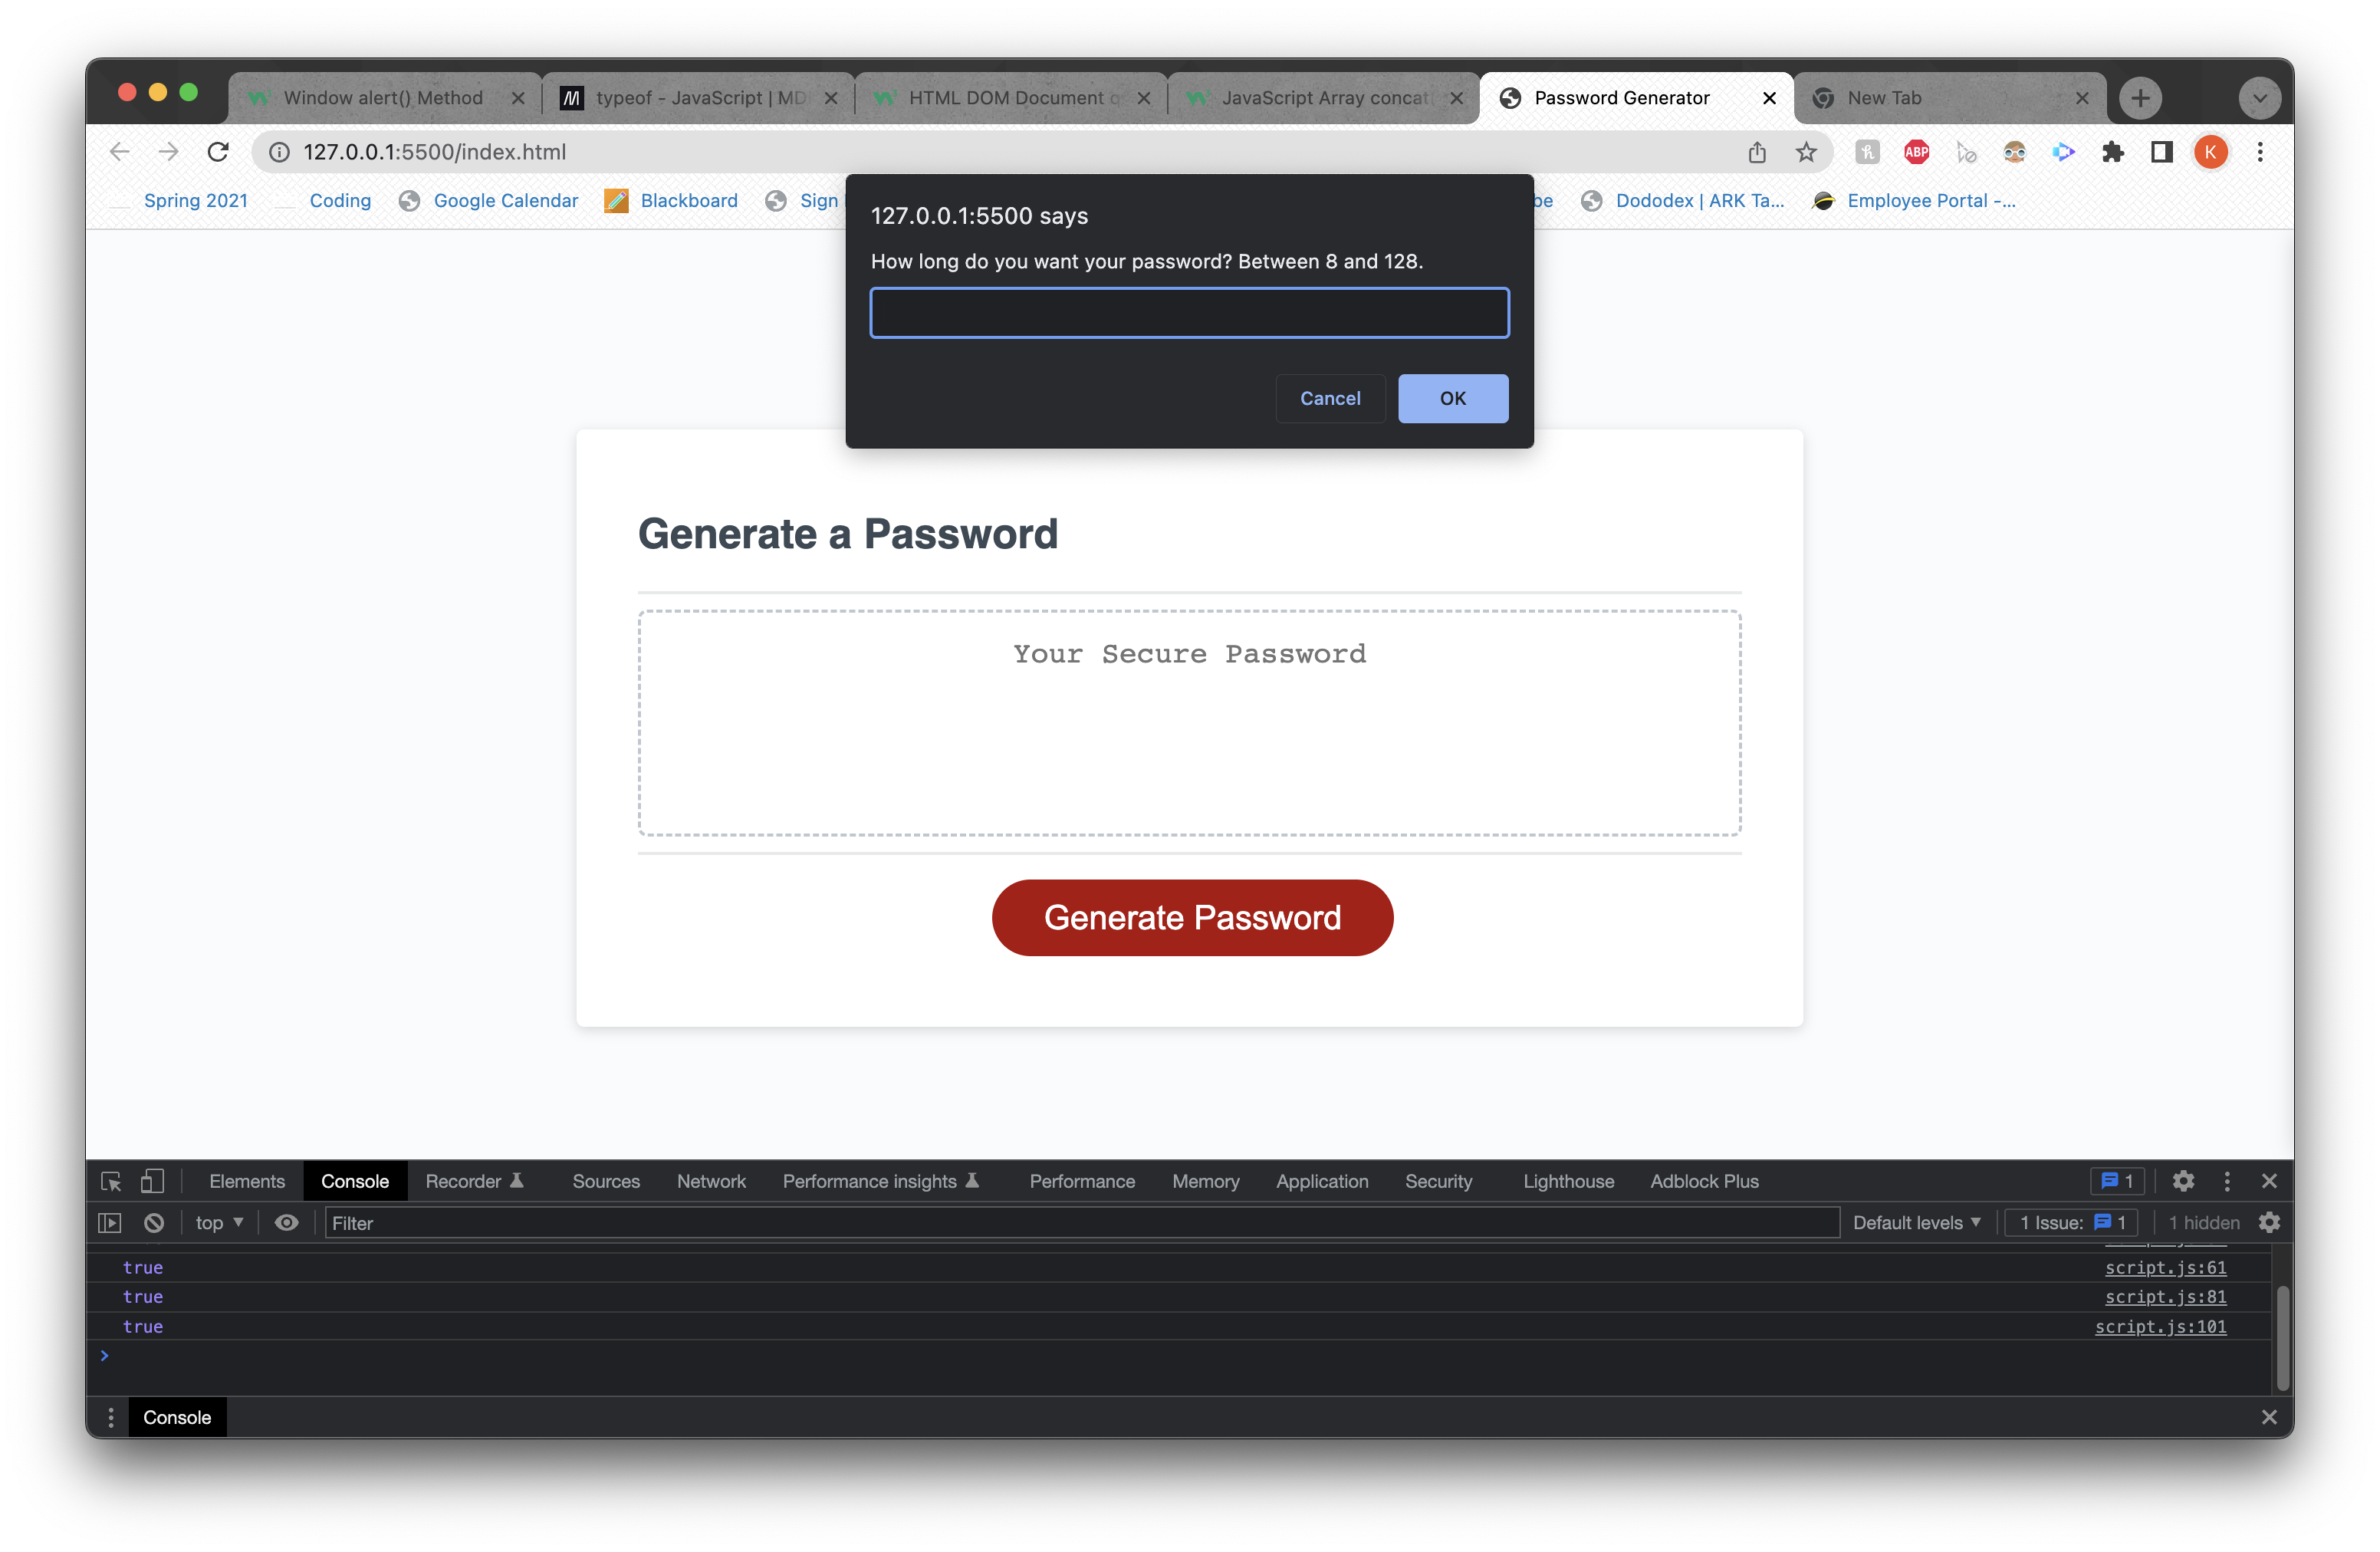 Window alert() Method
typeof - JavaScript | MD
HTML DOM Document q
JavaScript Array concat(
Password Generator
New Tab
127.0.0.1:5500/index.html
ABP
K
Spring 2021
Coding
Google Calendar
Blackboard
Sign
be
Dododex | ARK Ta...
Employee Portal -...
127.0.0.1:5500 says
How long do you want your password? Between 8 and 128.
Cancel
OK
Generate a Password
Your Secure Password
Generate Password
Elements
Console
Recorder
Sources
Network
Performance insights
Performance
Memory
Application
Security
Lighthouse
Adblock Plus
1
top
Filter
Default levels
1 Issue: 1
1 hidden
true script.js:61
true script.js:81
true script.js:101
Console